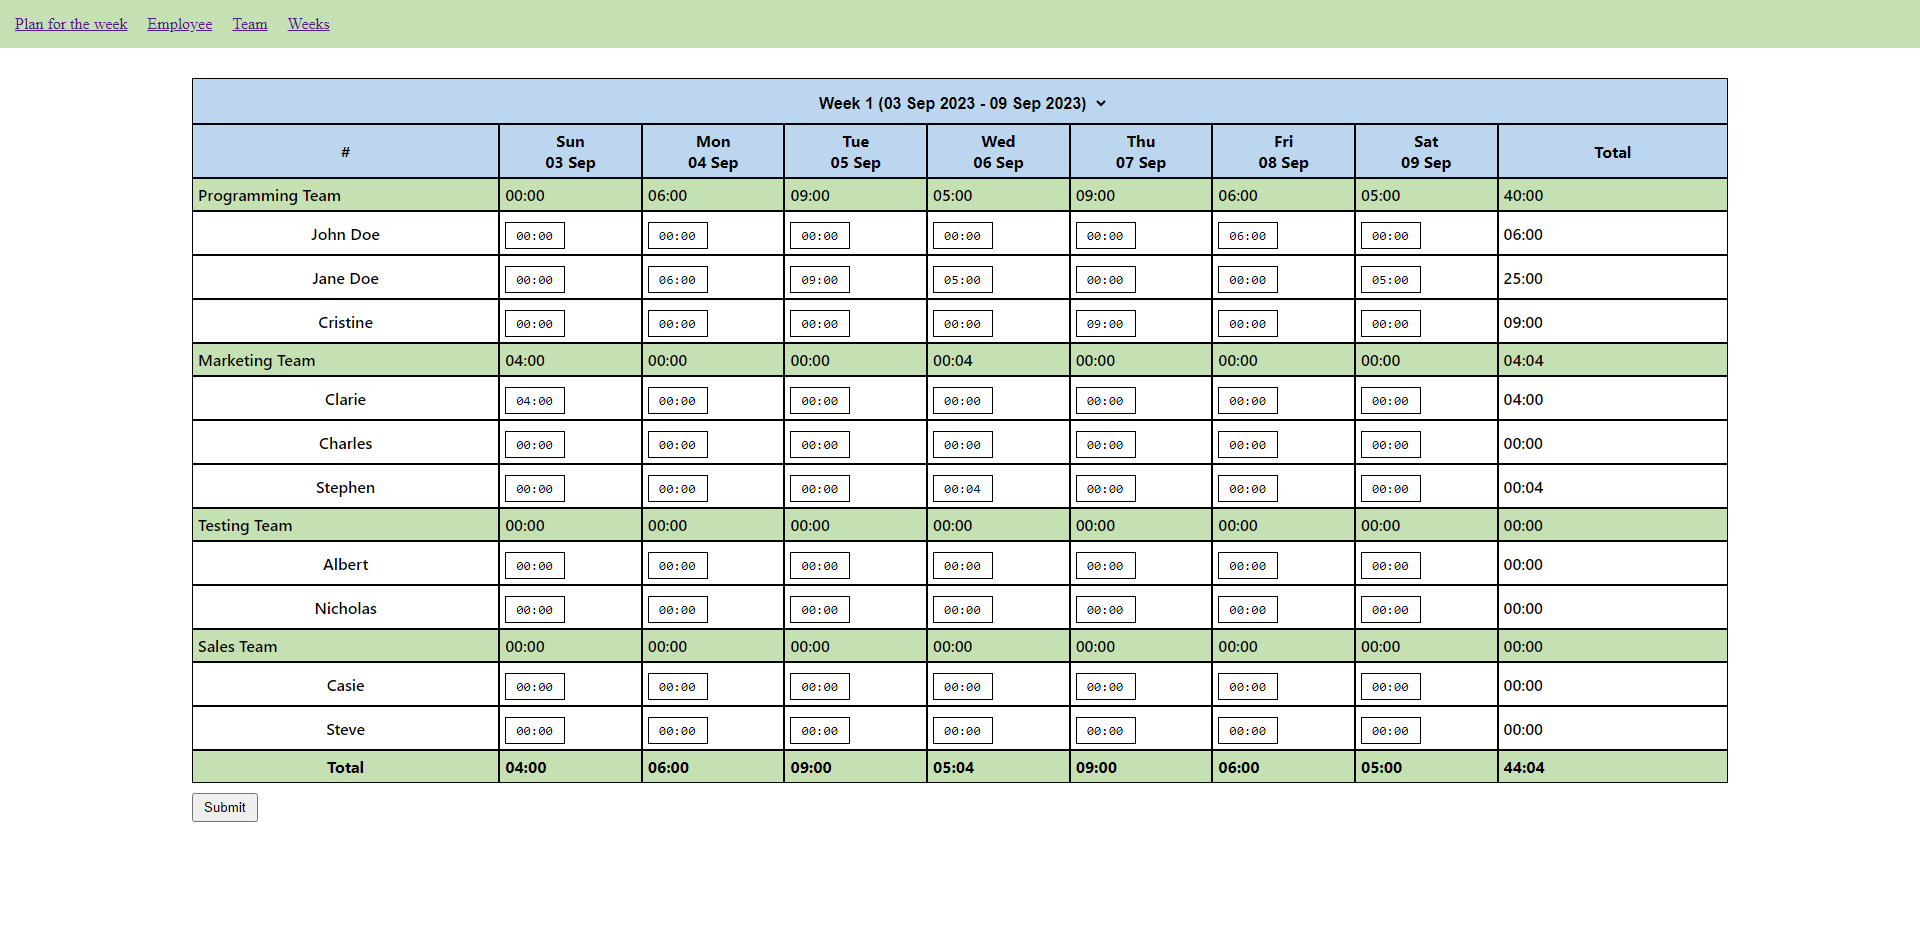 Plan for the week Employee Team Weeks
Week 1 (03 Sep 2023 - 09 Sep 2023)
# Sun 03 Sep Mon 04 Sep Tue 05 Sep Wed 06 Sep Thu 07 Sep Fri 08 Sep Sat 09 Sep Total
Programming Team 00:00 06:00 09:00 05:00 09:00 06:00 05:00 40:00
John Doe 00:00 00:00 00:00 00:00 00:00 06:00 00:00 06:00
Jane Doe 00:00 06:00 09:00 05:00 00:00 00:00 05:00 25:00
Cristine 00:00 00:00 00:00 00:00 09:00 00:00 00:00 09:00
Marketing Team 04:00 00:00 00:00 00:04 00:00 00:00 00:00 04:04
Clarie 04:00 00:00 00:00 00:00 00:00 00:00 00:00 04:00
Charles 00:00 00:00 00:00 00:00 00:00 00:00 00:00 00:00
Stephen 00:00 00:00 00:00 00:04 00:00 00:00 00:00 00:04
Testing Team 00:00 00:00 00:00 00:00 00:00 00:00 00:00 00:00
Albert 00:00 00:00 00:00 00:00 00:00 00:00 00:00 00:00
Nicholas 00:00 00:00 00:00 00:00 00:00 00:00 00:00 00:00
Sales Team 00:00 00:00 00:00 00:00 00:00 00:00 00:00 00:00
Casie 00:00 00:00 00:00 00:00 00:00 00:00 00:00 00:00
Steve 00:00 00:00 00:00 00:00 00:00 00:00 00:00 00:00
Total 04:00 06:00 09:00 05:04 09:00 06:00 05:00 44:04
Submit